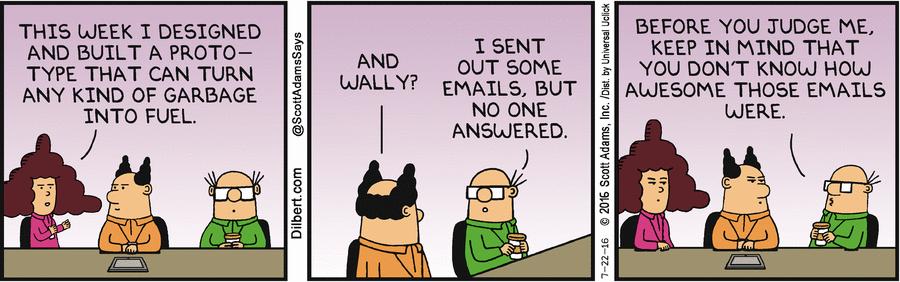 THIS WEEK I DESIGNED
AND BUILT A PROTO-
TYPE THAT CAN TURN
ANY KIND OF GARBAGE
INTO FUEL.
Dilbert.com @ScottAdamsSays
AND
WALLY?
I SENT
OUT SOME
EMAILS, BUT
NO ONE
ANSWERED.
7-22-16 © 2016 Scott Adams, Inc. /Dist. by Universal Uclick
BEFORE YOU JUDGE ME,
KEEP IN MIND THAT
YOU DON'T KNOW HOW
AWESOME THOSE EMAILS
WERE.